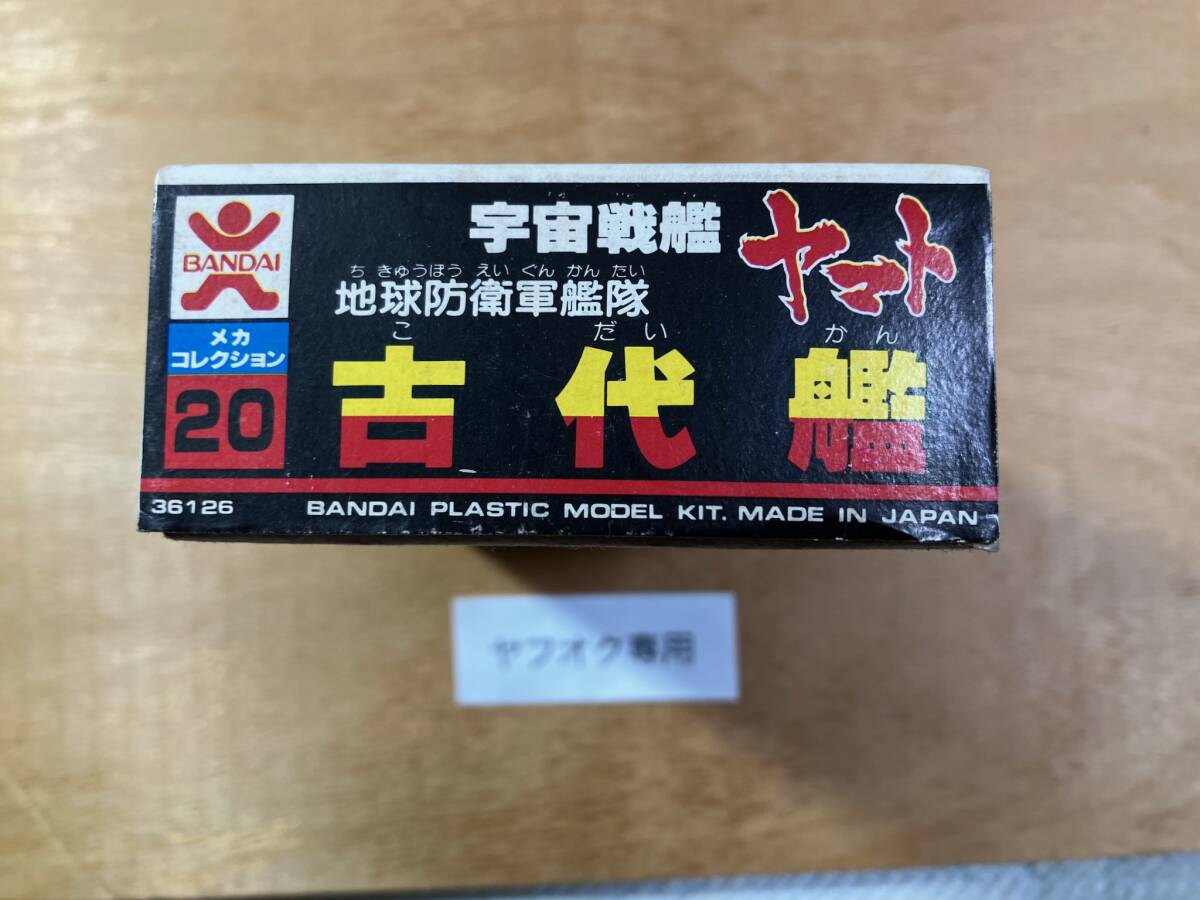 宇宙戦艦 ヤマト
BANDAI
ちきゅうぼうえいぐんかんたい
地球防衛軍艦隊
メカ
コレクション
20
こ だい かん
古代艦
36126 BANDAI PLASTIC MODEL KIT. MADE IN JAPAN
ヤフオク専用